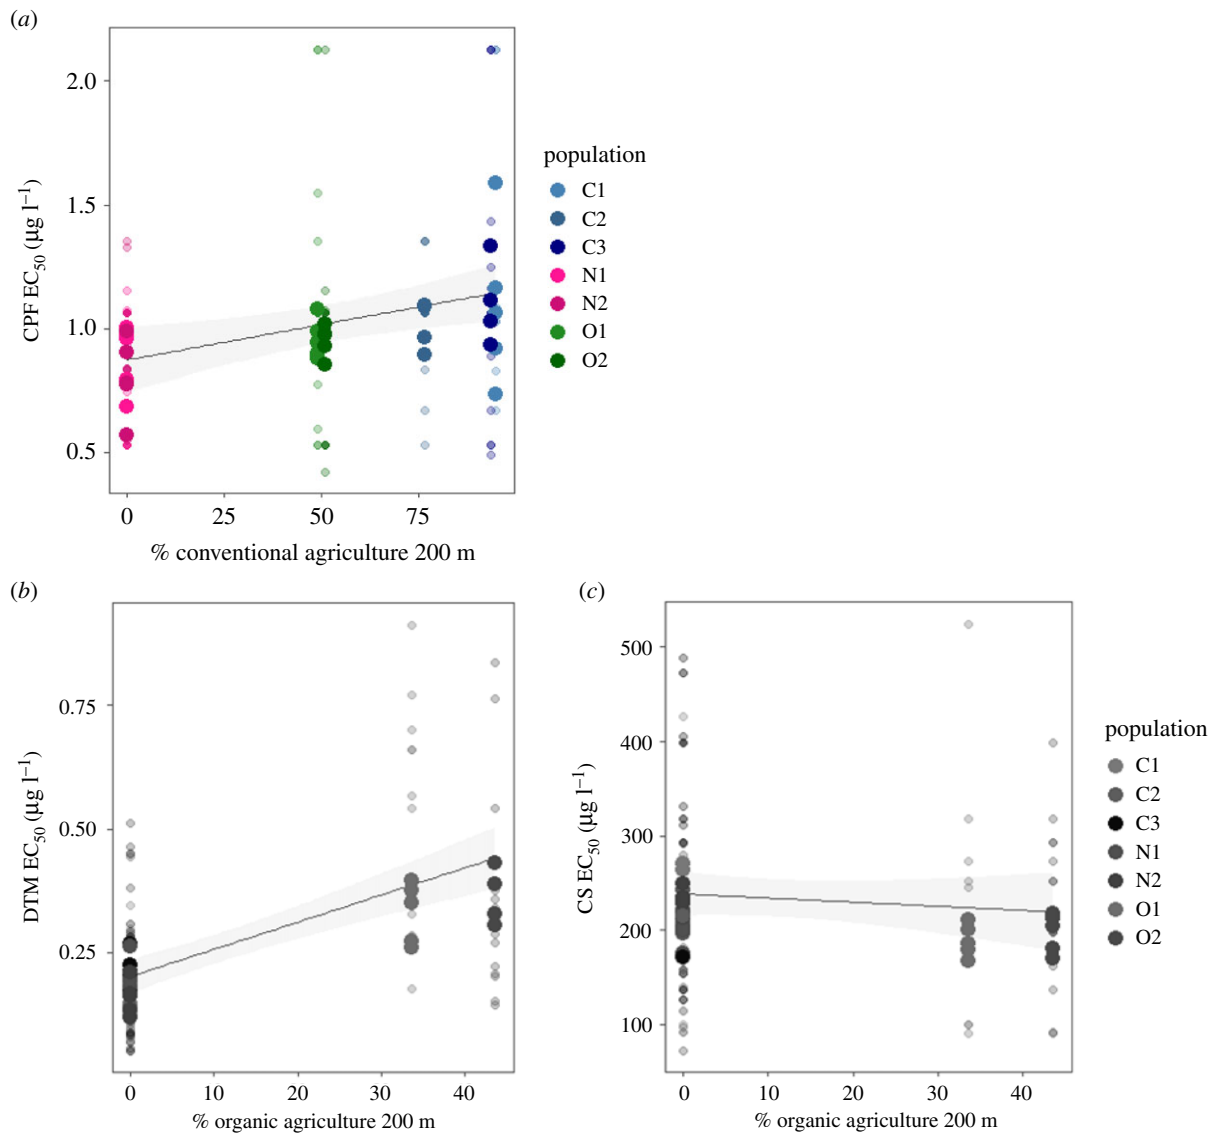 (a)
2.0
1.5
1.0
0.5
CPF EC50 (µg l−1)
0 25 50 75
% conventional agriculture 200 m
population
C1
C2
C3
N1
N2
O1
O2
(b)
0.75
0.50
0.25
DTM EC50 (µg l−1)
0 10 20 30 40
% organic agriculture 200 m
(c)
500
400
300
200
100
CS EC50 (µg l−1)
0 10 20 30 40
% organic agriculture 200 m
population
C1
C2
C3
N1
N2
O1
O2